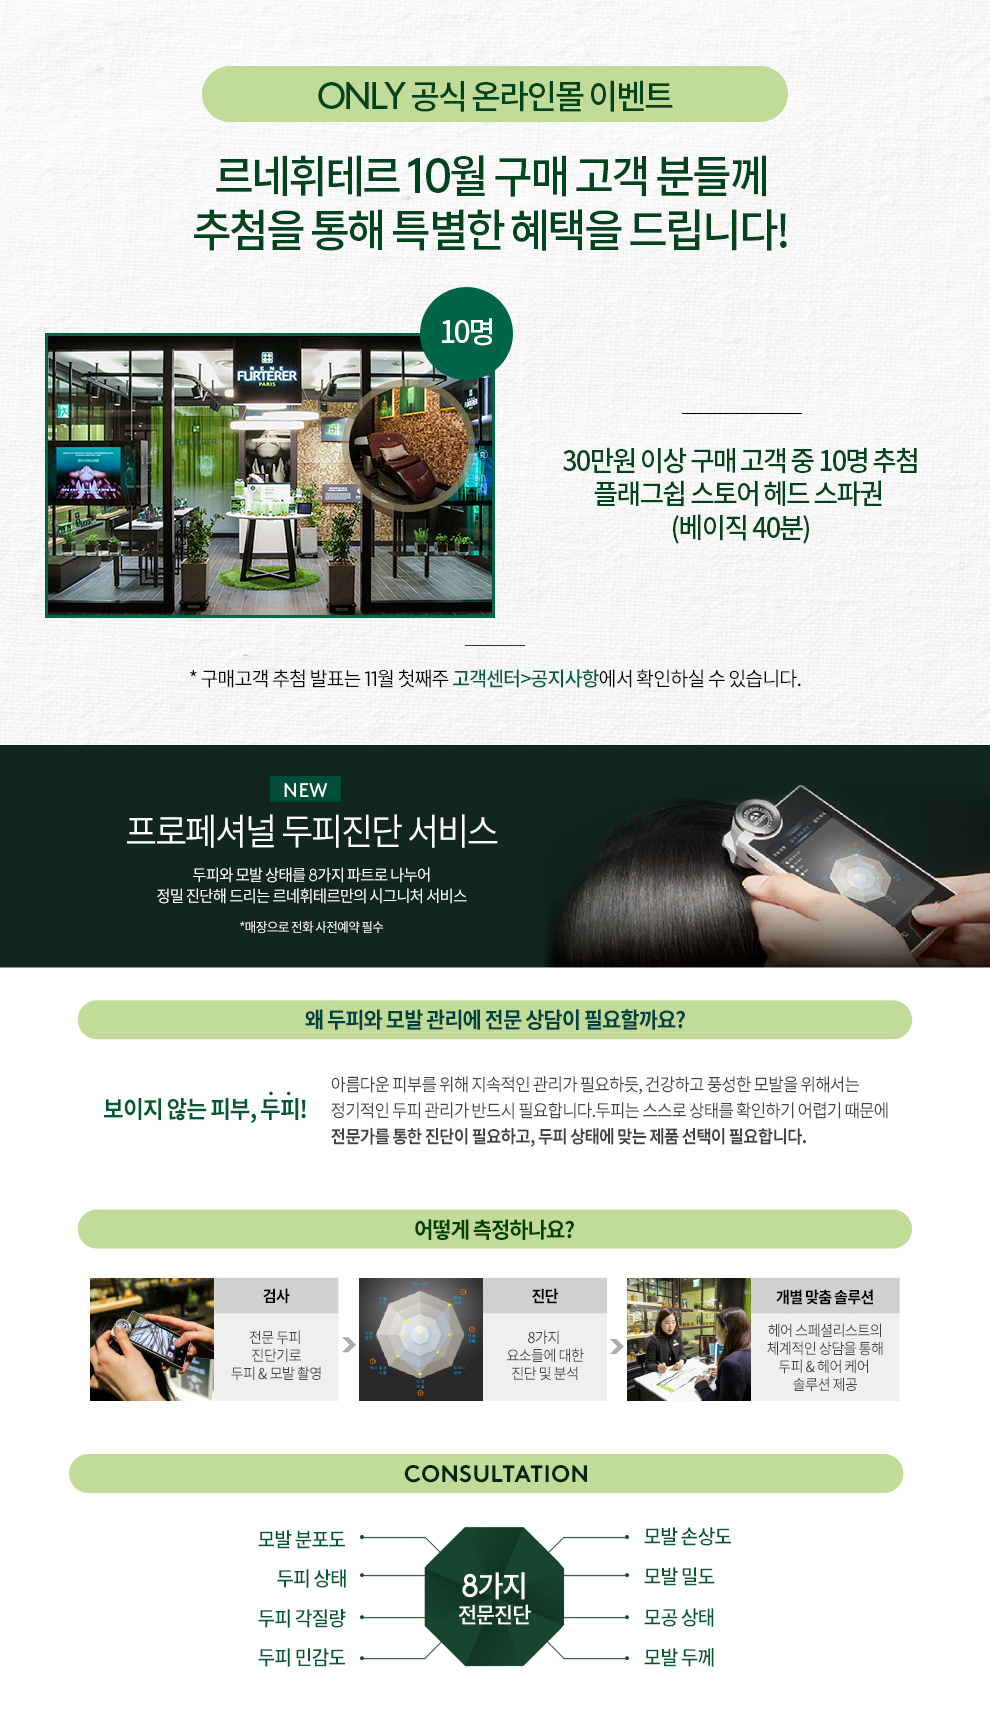 ONLY 공식 온라인몰 이벤트
르네휘테르 10월 구매 고객 분들께
추첨을 통해 특별한 혜택을 드립니다!
10명
RENE
FURTERER
PARIS
30만원 이상 구매 고객 중 10명 추첨
플래그쉽 스토어 헤드 스파권
(베이직 40분)
* 구매고객 추첨 발표는 11월 첫째주 고객센터>공지사항에서 확인하실 수 있습니다.
NEW
프로페셔널 두피진단 서비스
두피와 모발 상태를 8가지 파트로 나누어
정밀 진단해 드리는 르네휘테르만의 시그니처 서비스
*매장으로 전화 사전예약 필수
왜 두피와 모발 관리에 전문 상담이 필요할까요?
보이지 않는 피부, 두피!
아름다운 피부를 위해 지속적인 관리가 필요하듯, 건강하고 풍성한 모발을 위해서는
정기적인 두피 관리가 반드시 필요합니다.두피는 스스로 상태를 확인하기 어렵기 때문에
전문가를 통한 진단이 필요하고, 두피 상태에 맞는 제품 선택이 필요합니다.
어떻게 측정하나요?
검사
전문 두피
진단기로
두피 & 모발 촬영
진단
8가지
요소들에 대한
진단 및 분석
개별 맞춤 솔루션
헤어 스페셜리스트의
체계적인 상담을 통해
두피 & 헤어 케어
솔루션 제공
CONSULTATION
모발 분포도
두피 상태
두피 각질량
두피 민감도
8가지
전문진단
모발 손상도
모발 밀도
모공 상태
모발 두께